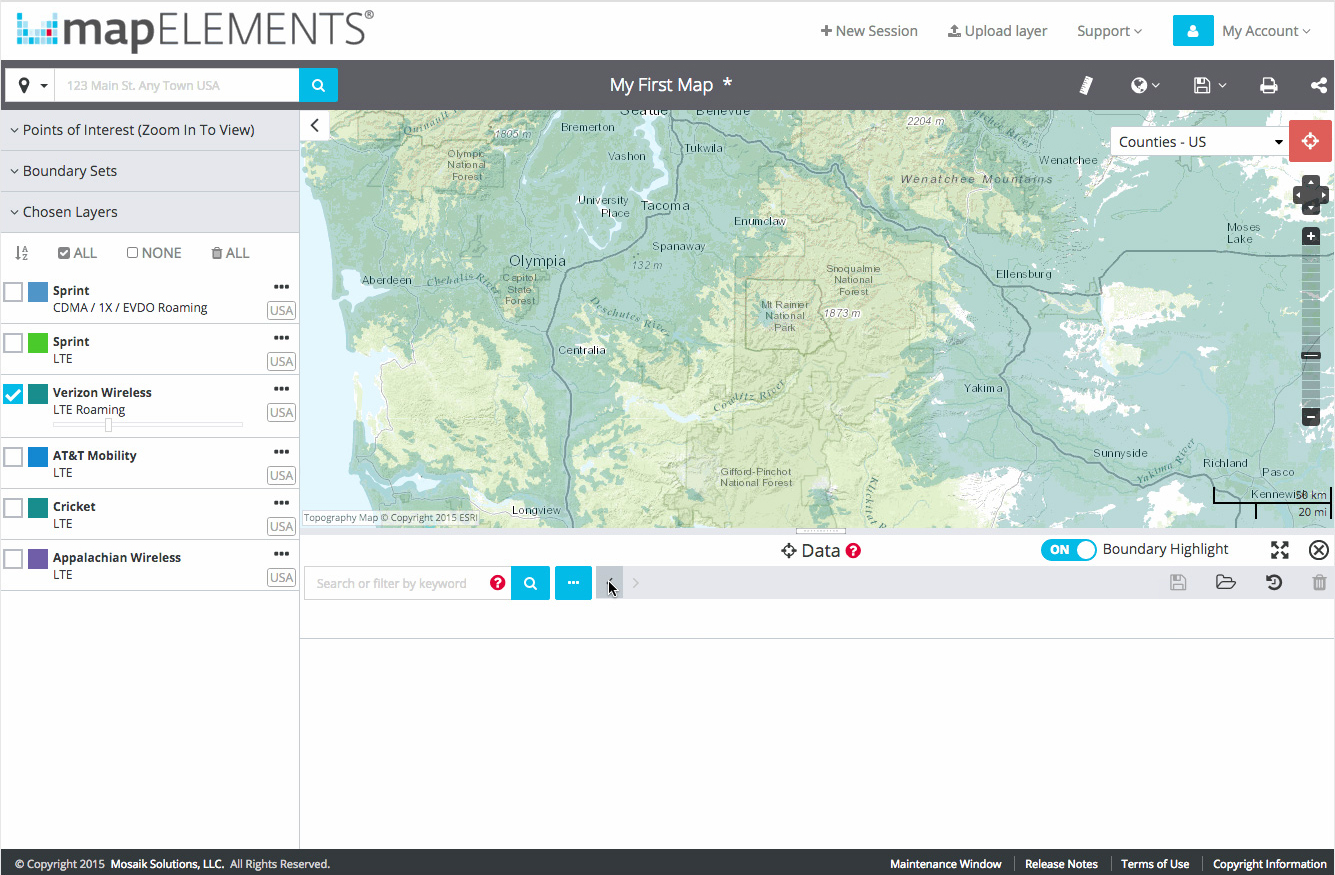 mapELEMENTS®
New Session
Upload layer
Support
My Account
123 Main St. Any Town USA
My First Map *
Points of Interest (Zoom In To View)
Boundary Sets
Chosen Layers
ALL
NONE
ALL
Sprint
CDMA / 1X / EVDO Roaming
USA
Sprint
LTE
USA
Verizon Wireless
LTE Roaming
USA
AT&T Mobility
LTE
USA
Cricket
LTE
USA
Appalachian Wireless
LTE
USA
Counties - US
Seattle
Bellevue
Quinault
1805 m
Bremerton
2204 m
Tukwila
Vashon
Olympic
National
Forest
Wenatchee
Wenatchee Mountains
University
Place
Tacoma
Enumclaw
Moses
Lake
Spanaway
132 m
Olympia
Aberdeen
Chehalis River
Capitol
State
Forest
Snoqualmie
National
Forest
Ellensburg
Mt Rainier
National
Park
1873 m
Deschutes River
Centralia
Yakima
Cowlitz River
Sunnyside
Yakima River
Richland
Pasco
Gifford-Pinchot
National Forest
Klickitat R
Kennewick
50 km
20 mi
Longview
Topography Map © Copyright 2015 ESRI
Data
ON
Boundary Highlight
Search or filter by keyword
© Copyright 2015 Mosaik Solutions, LLC. All Rights Reserved.
Maintenance Window
Release Notes
Terms of Use
Copyright Information